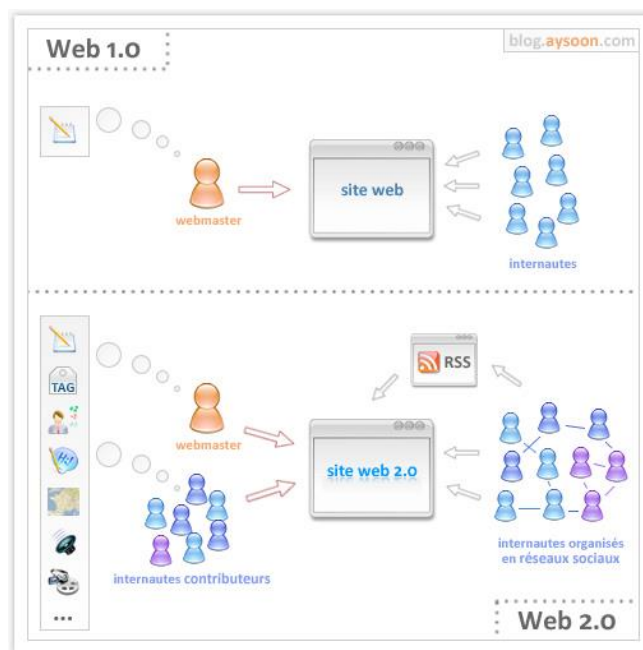 Web 1.0
blog.aysoon.com
site web
webmaster
internautes
TAG
RSS
webmaster
site web 2.0
internautes contributeurs
internautes organisés
en réseaux sociaux
...
Web 2.0